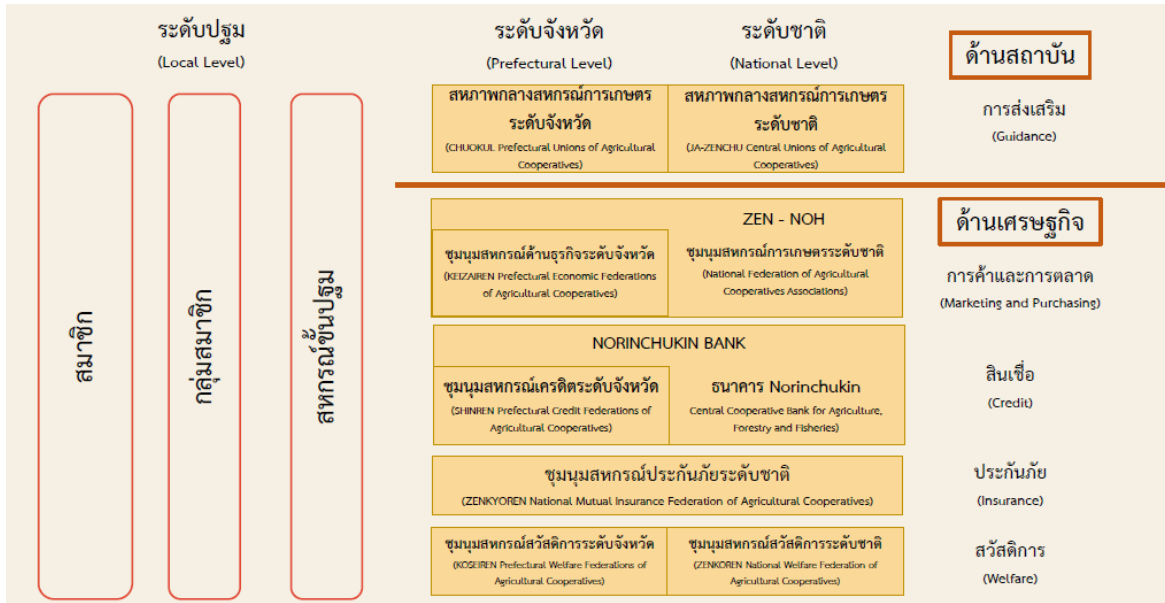 ระดับปฐม
(Local Level)
ระดับจังหวัด
(Prefectural Level)
ระดับชาติ
(National Level)
ด้านสถาบัน
สมาชิก
กลุ่มสมาชิก
สหกรณ์ขั้นปฐม
สหภาพกลางสหกรณ์การเกษตร
ระดับจังหวัด
(CHUOKUL Prefectural Unions of Agricultural
Cooperatives)
สหภาพกลางสหกรณ์การเกษตร
ระดับชาติ
(JA-ZENCHU Central Unions of Agricultural
Cooperatives)
การส่งเสริม
(Guidance)
ด้านเศรษฐกิจ
ZEN - NOH
ชุมนุมสหกรณ์ด้านธุรกิจระดับจังหวัด
(KEIZAIREN Prefectural Economic Federations
of Agricultural Cooperatives)
ชุมนุมสหกรณ์การเกษตรระดับชาติ
(National Federation of Agricultural
Cooperatives Associations)
การค้าและการตลาด
(Marketing and Purchasing)
NORINCHUKIN BANK
ชุมนุมสหกรณ์เครดิตระดับจังหวัด
(SHINREN Prefectural Credit Federations of
Agricultural Cooperatives)
ธนาคาร Norinchukin
Central Cooperative Bank for Agriculture,
Forestry and Fisheries)
สินเชื่อ
(Credit)
ชุมนุมสหกรณ์ประกันภัยระดับชาติ
(ZENKYOREN National Mutual Insurance Federation of Agricultural Cooperatives)
ประกันภัย
(Insurance)
ชุมนุมสหกรณ์สวัสดิการระดับจังหวัด
(KOSEIREN Prefectural Welfare Federations of
Agricultural Cooperatives)
ชุมนุมสหกรณ์สวัสดิการระดับชาติ
(ZENKOREN National Welfare Federation of
Agricultural Cooperatives)
สวัสดิการ
(Welfare)